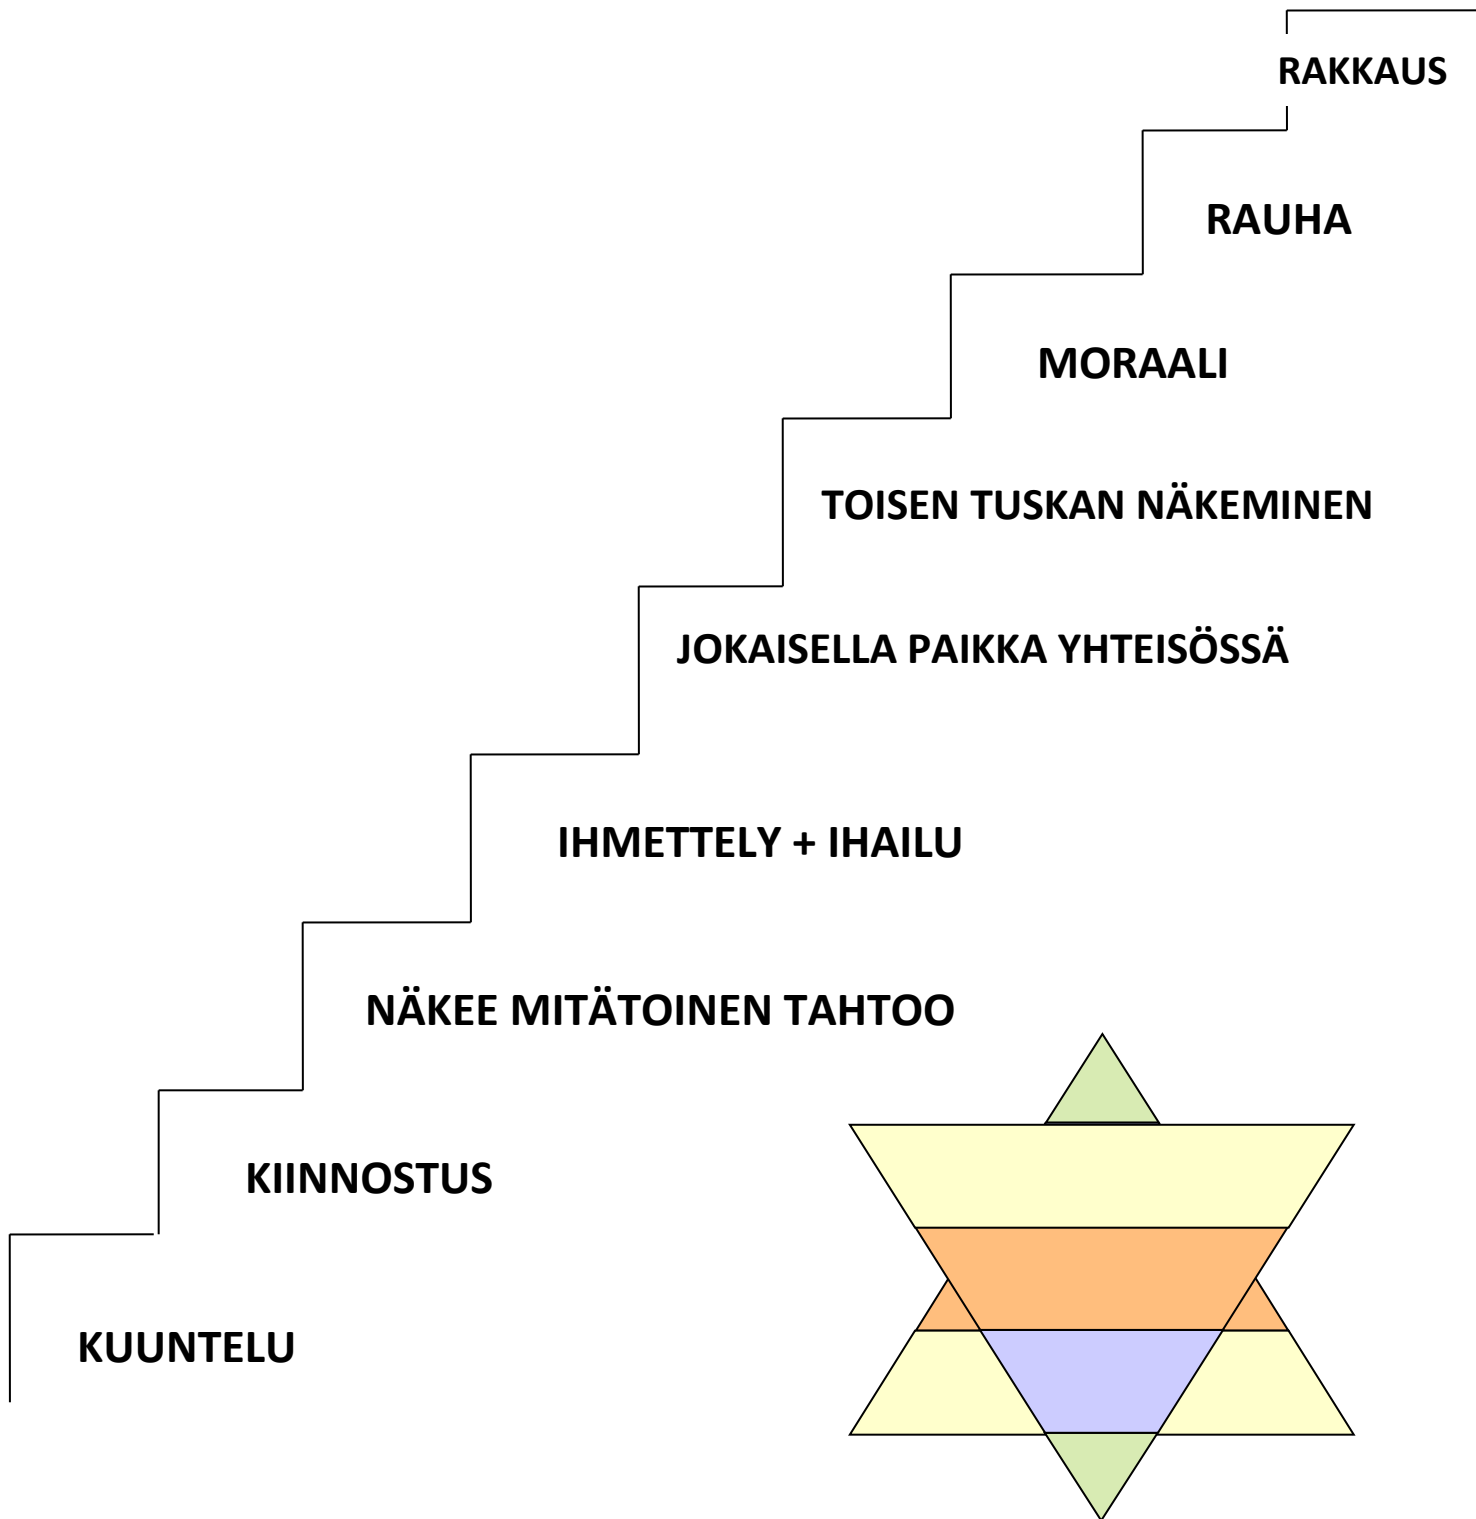 RAKKAUS
RAUHA
MORAALI
TOISEN TUSKAN NÄKEMINEN
JOKAISELLA PAIKKA YHTEISÖSSÄ
IHMETTELY + IHAILU
NÄKEE MITÄTOINEN TAHTOO
KIINNOSTUS
KUUNTELU